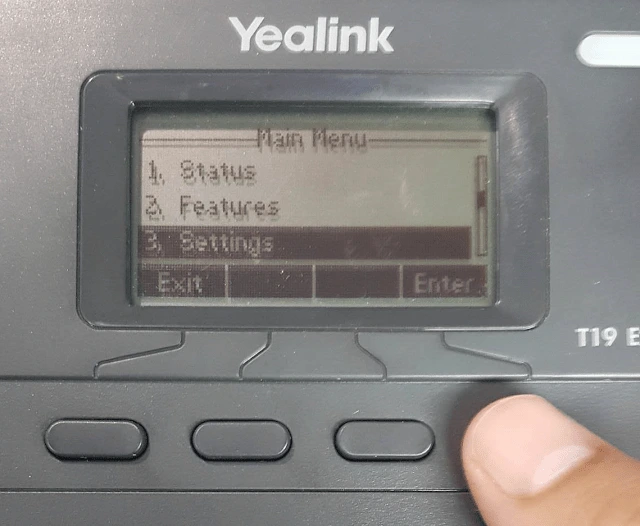 Yealink
Main Menu
1. Status
2. Features
3. Settings
Exit Enter
T19 E